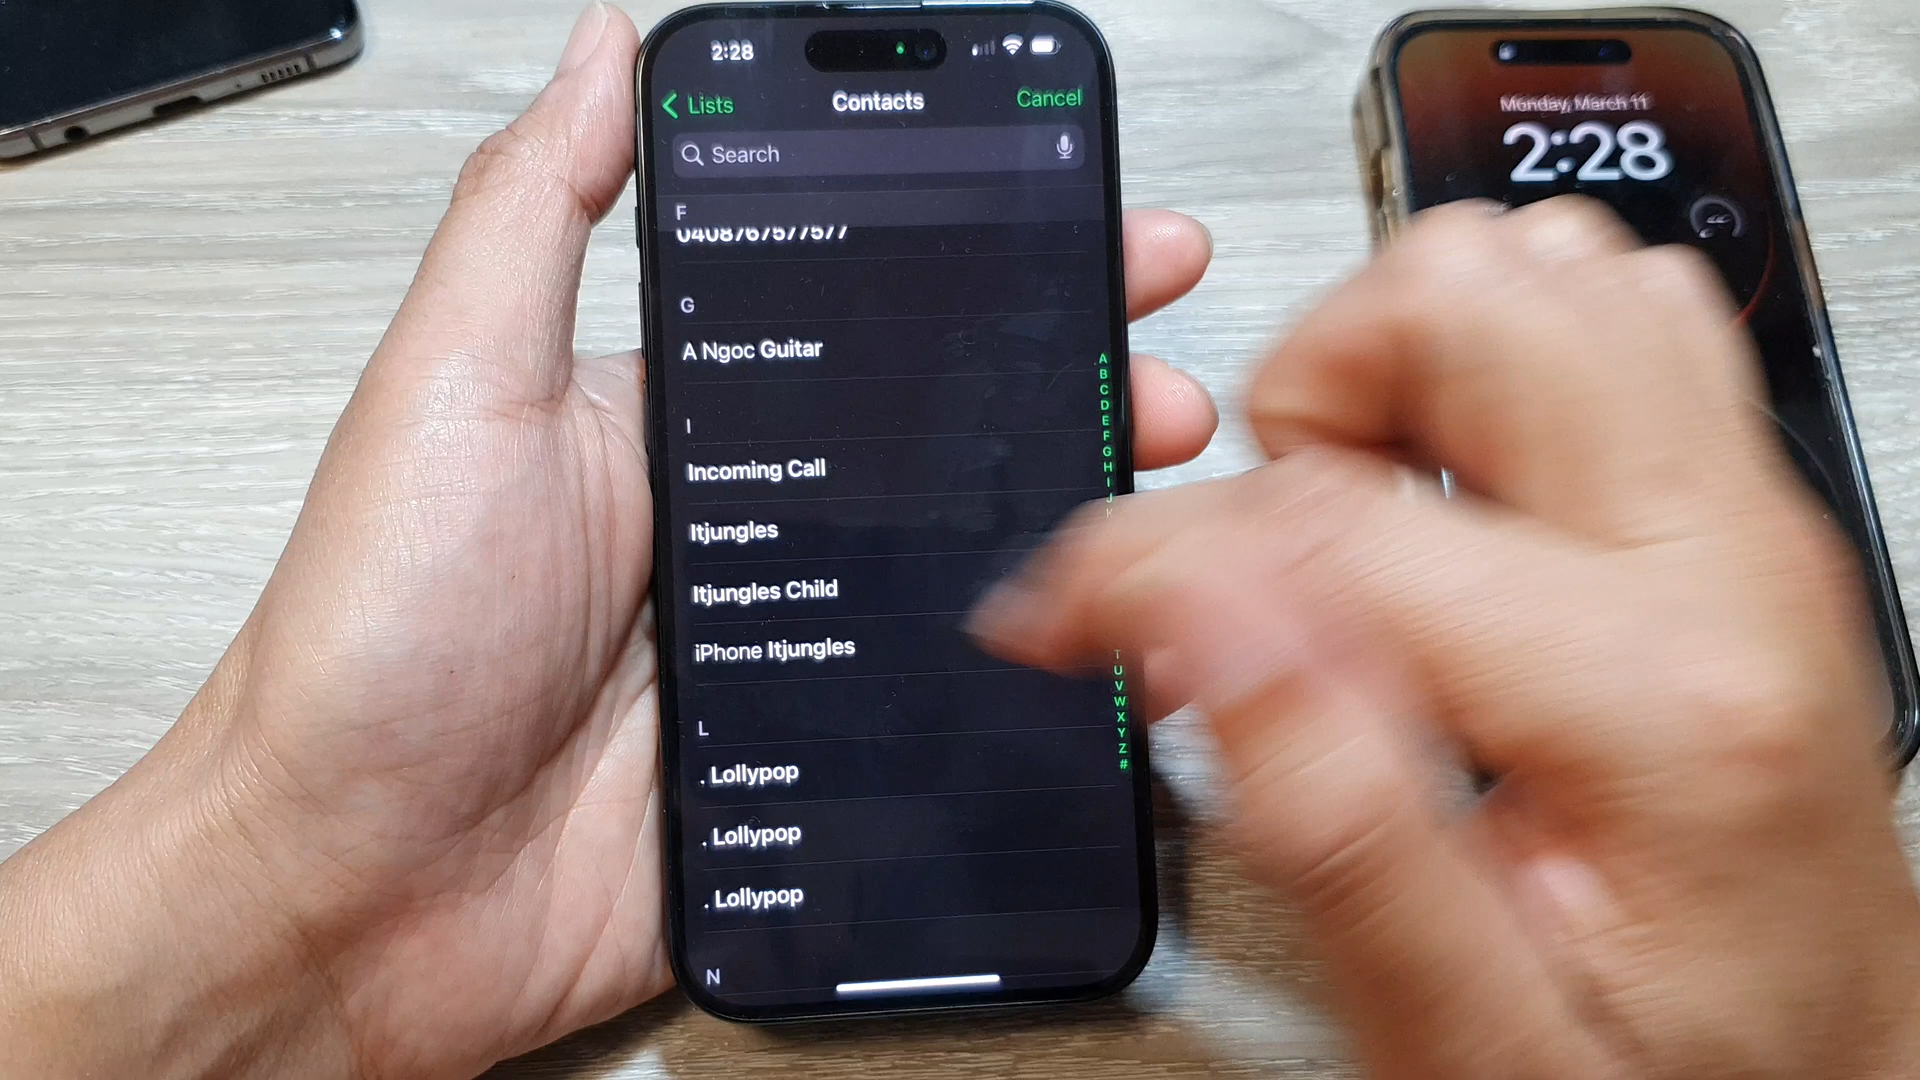 2:28
Lists
Contacts
Cancel
Search
F
0408767577577
G
A Ngoc Guitar
I
Incoming Call
Itjungles
Itjungles Child
iPhone Itjungles
L
. Lollypop
. Lollypop
. Lollypop
N
A
B
C
D
E
F
G
H
I
J
K
T
U
V
W
X
Y
Z
#
Monday, March 11
2:28